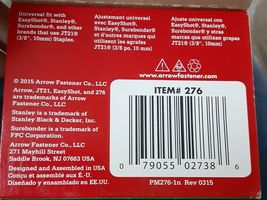 Universal fit with
EasyShot®, Stanley®,
Surebonder®, and other
brands that use JT21®
(3/8", 10mm) Staples.
Ajustement universel
avec EasyShot®,
Stanley®, Surebonder®
et d'autres marques qui
utilisent les agrafes
JT21® (3/8 po, 10 mm)
Ajuste universal con
EasyShot®, Stanley®,
Surebonder® y otras
marcas que utilizan grapas
JT21® (3/8", 10mm)
© 2015 Arrow Fastener Co., LLC
Arrow, JT21, EasyShot, and 276
are trademarks of Arrow
Fastener Co., LLC
Stanley is a trademark of
Stanley Black & Decker, Inc.
Surebonder is a trademark of
FPC Corporation.
Arrow Fastener Co., LLC
271 Mayhill Street
Saddle Brook, NJ 07663 USA
Designed and Assembled in USA
Conçu et assemblé aux É.-U.
Diseñado y ensamblado en EE.UU.
www.arrowfastener.com
ITEM# 276
0 79055 02738 6
PM276-1n Rev 0315